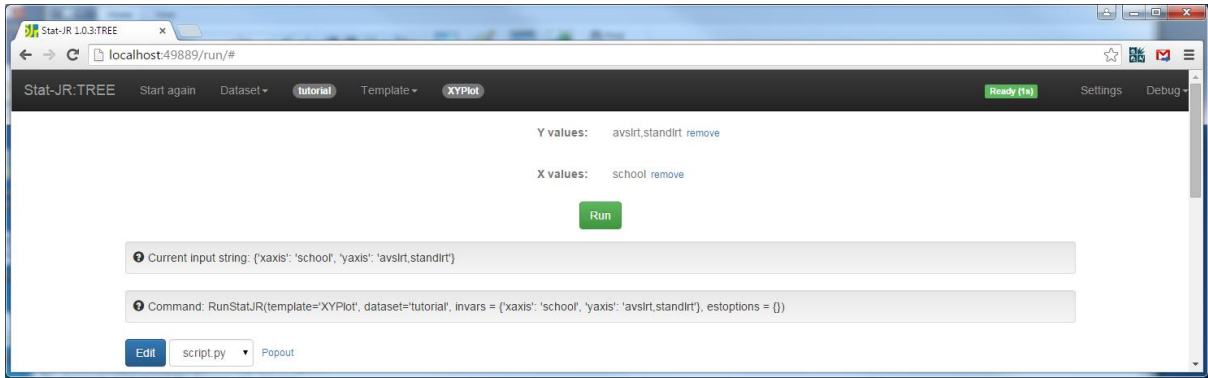 Stat-JR 1.0.3:TREE
localhost:49889/run/#
Stat-JR:TREE Start again Dataset tutorial Template XYPlot Ready (1s) Settings Debug
Y values: avslrt,standlrt remove
X values: school remove
Run
Current input string: {'xaxis': 'school', 'yaxis': 'avslrt,standlrt'}
Command: RunStatJR(template='XYPlot', dataset='tutorial', invars = {'xaxis': 'school', 'yaxis': 'avslrt,standlrt'}, estoptions = {})
Edit script.py Popout